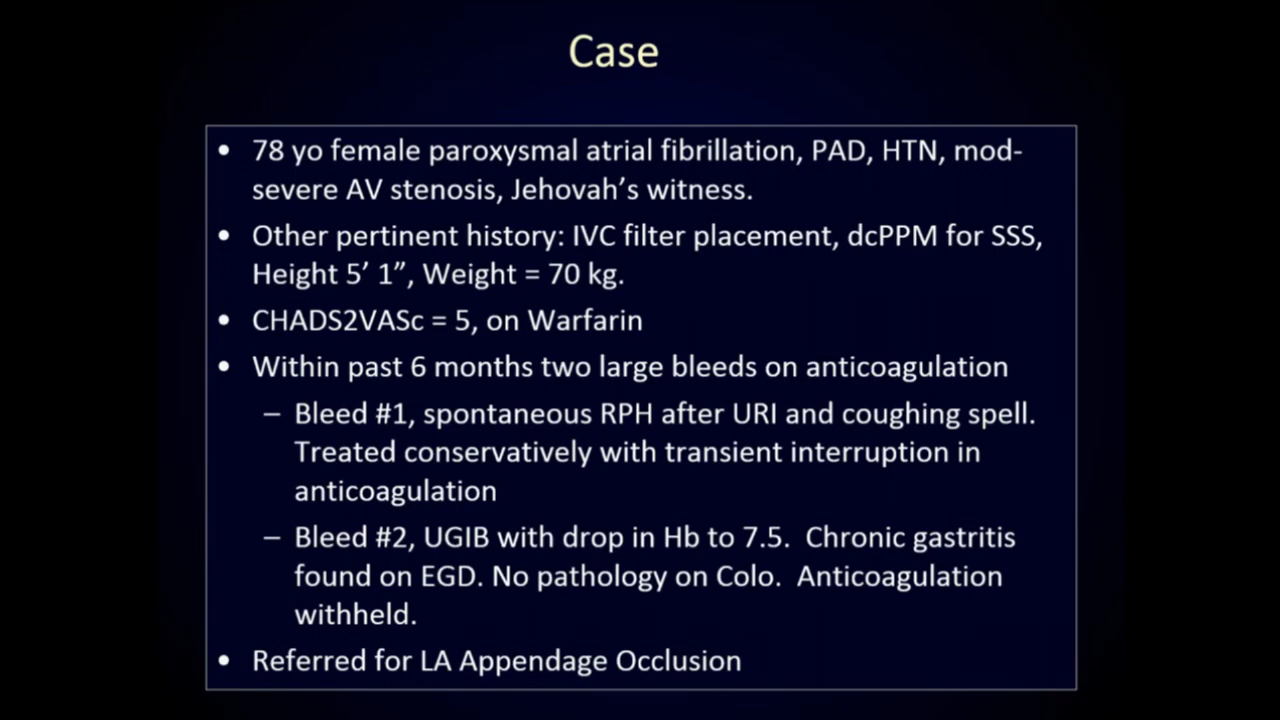 Case
• 78 yo female paroxysmal atrial fibrillation, PAD, HTN, mod-
severe AV stenosis, Jehovah’s witness.
• Other pertinent history: IVC filter placement, dcPPM for SSS,
Height 5’ 1”, Weight = 70 kg.
• CHADS2VASc = 5, on Warfarin
• Within past 6 months two large bleeds on anticoagulation
– Bleed #1, spontaneous RPH after URI and coughing spell.
Treated conservatively with transient interruption in
anticoagulation
– Bleed #2, UGIB with drop in Hb to 7.5.  Chronic gastritis
found on EGD. No pathology on Colo.  Anticoagulation
withheld.
• Referred for LA Appendage Occlusion